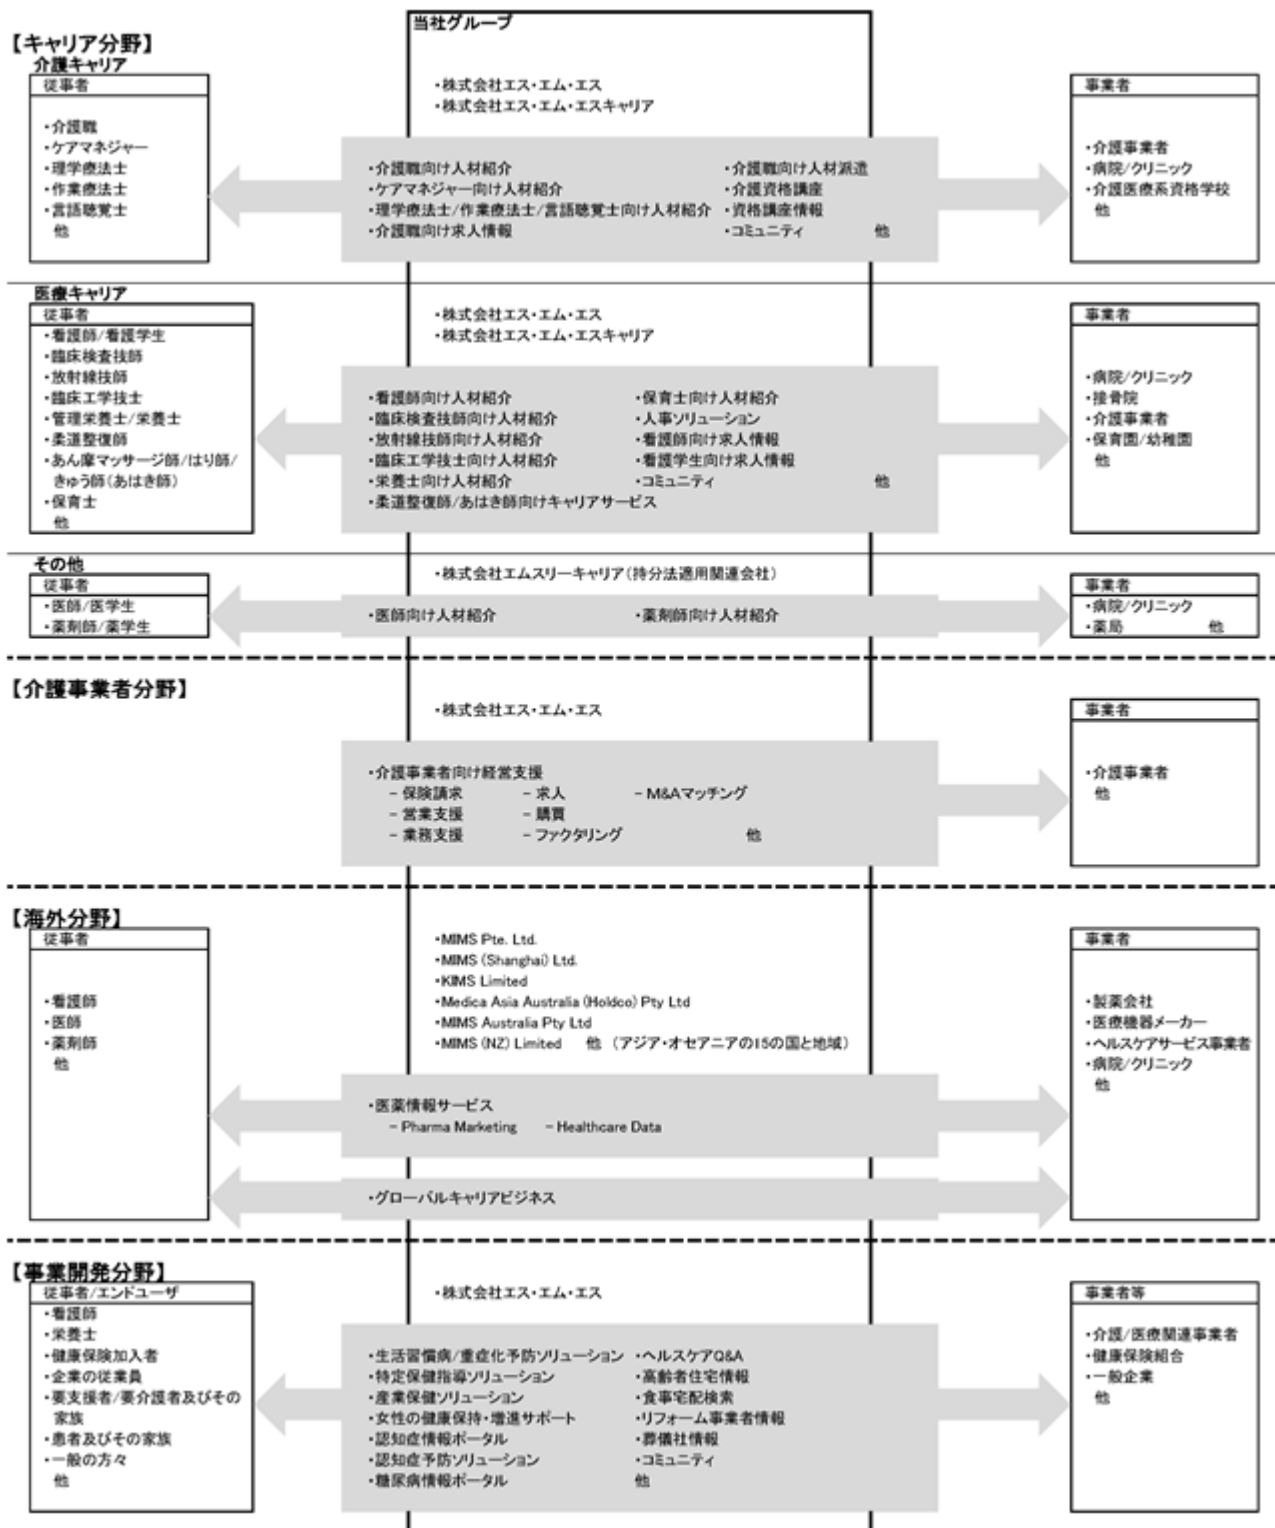 当社グループ
【キャリア分野】
介護キャリア
従事者
・介護職
・ケアマネジャー
・理学療法士
・作業療法士
・言語聴覚士
他
・株式会社エス・エム・エス
・株式会社エス・エム・エスキャリア
・介護職向け人材紹介
・ケアマネジャー向け人材紹介
・理学療法士/作業療法士/言語聴覚士向け人材紹介
・介護職向け求人情報
・介護職向け人材派遣
・介護資格講座
・資格講座情報
・コミュニティ 他
事業者
・介護事業者
・病院/クリニック
・介護医療系資格学校
他
医療キャリア
従事者
・看護師/看護学生
・臨床検査技師
・放射線技師
・臨床工学技士
・管理栄養士/栄養士
・柔道整復師
・あん摩マッサージ師/はり師/
きゅう師(あはき師)
・保育士
他
・株式会社エス・エム・エス
・株式会社エス・エム・エスキャリア
・看護師向け人材紹介
・臨床検査技師向け人材紹介
・放射線技師向け人材紹介
・臨床工学技士向け人材紹介
・栄養士向け人材紹介
・柔道整復師/あはき師向けキャリアサービス
・保育士向け人材紹介
・人事ソリューション
・看護師向け求人情報
・看護学生向け求人情報
・コミュニティ 他
事業者
・病院/クリニック
・接骨院
・介護事業者
・保育園/幼稚園
他
その他
従事者
・医師/医学生
・薬剤師/薬学生
・株式会社エムスリーキャリア(持分法適用関連会社)
・医師向け人材紹介
・薬剤師向け人材紹介
事業者
・病院/クリニック
・薬局 他
【介護事業者分野】
・株式会社エス・エム・エス
・介護事業者向け経営支援
- 保険請求 - 求人 - M&Aマッチング
- 営業支援 - 購買
- 業務支援 - ファクタリング 他
事業者
・介護事業者
他
【海外分野】
従事者
・看護師
・医師
・薬剤師
他
・MIMS Pte. Ltd.
・MIMS (Shanghai) Ltd.
・KIMS Limited
・Medica Asia Australia (Holdco) Pty Ltd
・MIMS Australia Pty Ltd
・MIMS (NZ) Limited 他 (アジア・オセアニアの15の国と地域)
・医薬情報サービス
- Pharma Marketing - Healthcare Data
・グローバルキャリアビジネス
事業者
・製薬会社
・医療機器メーカー
・ヘルスケアサービス事業者
・病院/クリニック
他
【事業開発分野】
従事者/エンドユーザ
・看護師
・栄養士
・健康保険加入者
・企業の従業員
・要支援者/要介護者及びその
家族
・患者及びその家族
・一般の方々
他
・株式会社エス・エム・エス
・生活習慣病/重症化予防ソリューション
・特定保健指導ソリューション
・産業保健ソリューション
・女性の健康保持・増進サポート
・認知症情報ポータル
・認知症予防ソリューション
・糖尿病情報ポータル
・ヘルスケアQ&A
・高齢者住宅情報
・食事宅配検索
・リフォーム事業者情報
・葬儀社情報
・コミュニティ
他
事業者等
・介護/医療関連事業者
・健康保険組合
・一般企業
他